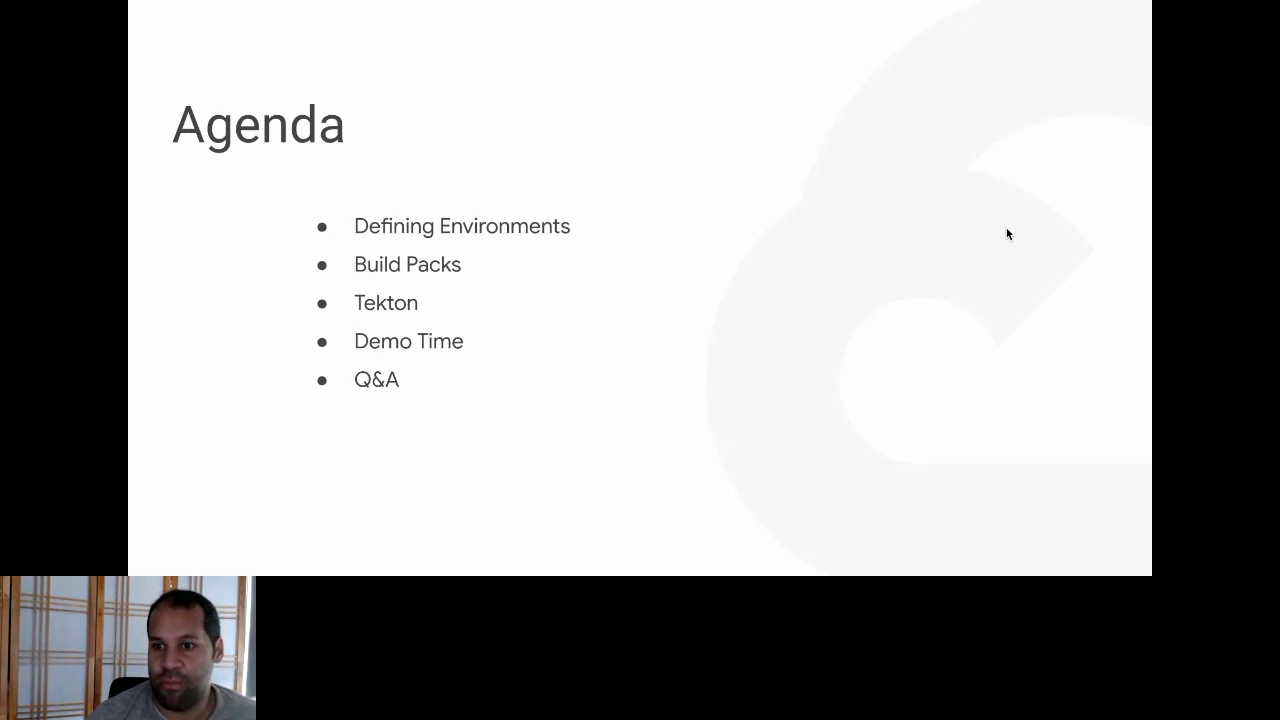 Agenda
● Defining Environments
● Build Packs
● Tekton
● Demo Time
● Q&A